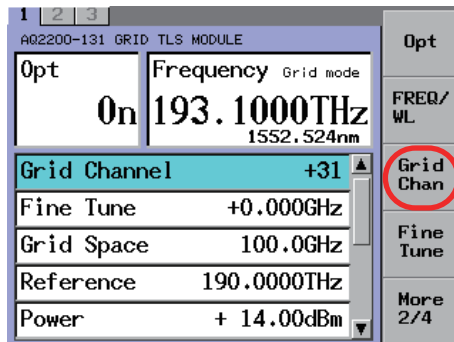 1 2 3
AQ2200-131 GRID TLS MODULE
Opt
On
Frequency Grid mode
193.1000THz
1552.524nm
Grid Channel +31
Fine Tune +0.000GHz
Grid Space 100.0GHz
Reference 190.0000THz
Power + 14.00dBm
Opt
FREQ/
WL
Grid
Chan
Fine
Tune
More
2/4